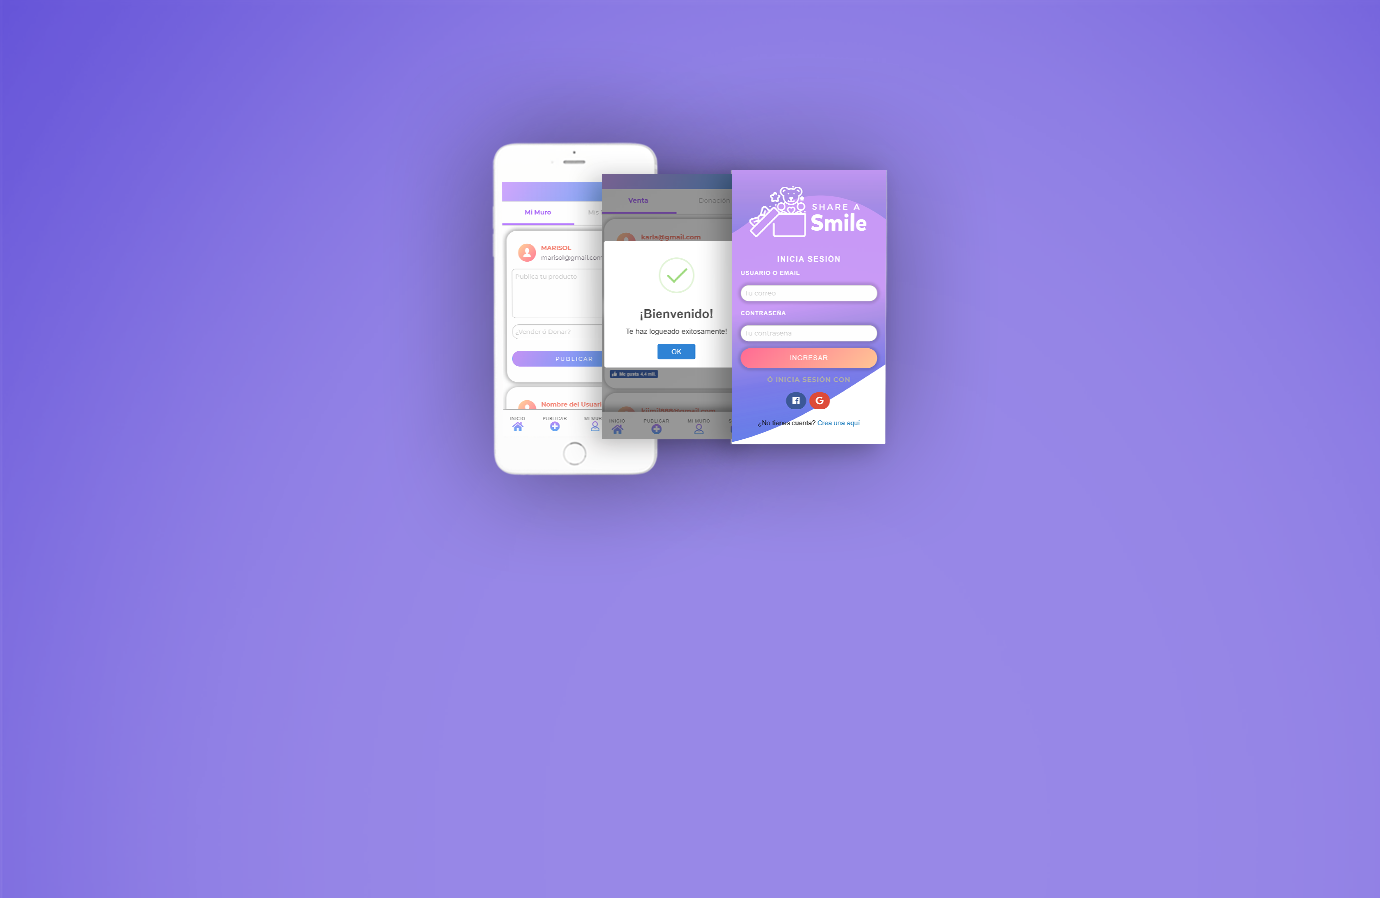 Mi Muro
Mis
MARISOL
marisol@gmail.com
Publica tu producto
¿Vender ó Donar?
PUBLICAR
Nombre del Usuari
INICIO
PUBLICAR
MI MUR
Venta
Donación
karla@gmail.com
¡Bienvenido!
Te haz logueado exitosamente!
OK
Me gusta 4,4 mill.
INICIO
PUBLICAR
MI MURO
SHARE A
Smile
INICIA SESIÓN
USUARIO O EMAIL
Tu correo
CONTRASEÑA
Tu contraseña
INGRESAR
Ó INICIA SESIÓN CON
¿No tienes cuenta? Crea una aquí